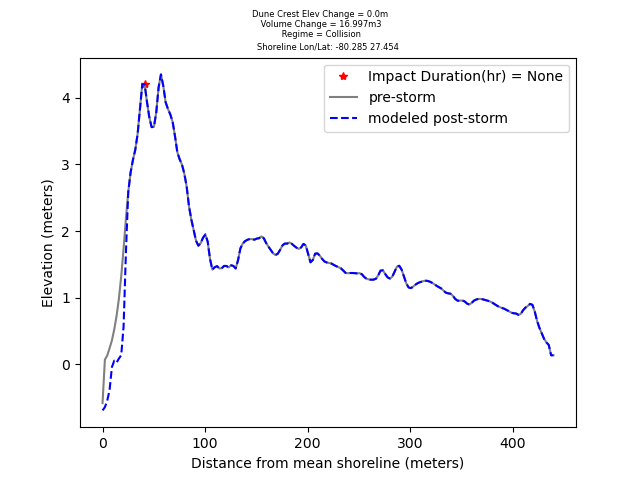 Dune Crest Elev Change = 0.0m
Volume Change = 16.997m3
Regime = Collision
Shoreline Lon/Lat: -80.285 27.454
Impact Duration(hr) = None
pre-storm
modeled post-storm
Elevation (meters)
4
3
2
1
0
0 100 200 300 400
Distance from mean shoreline (meters)